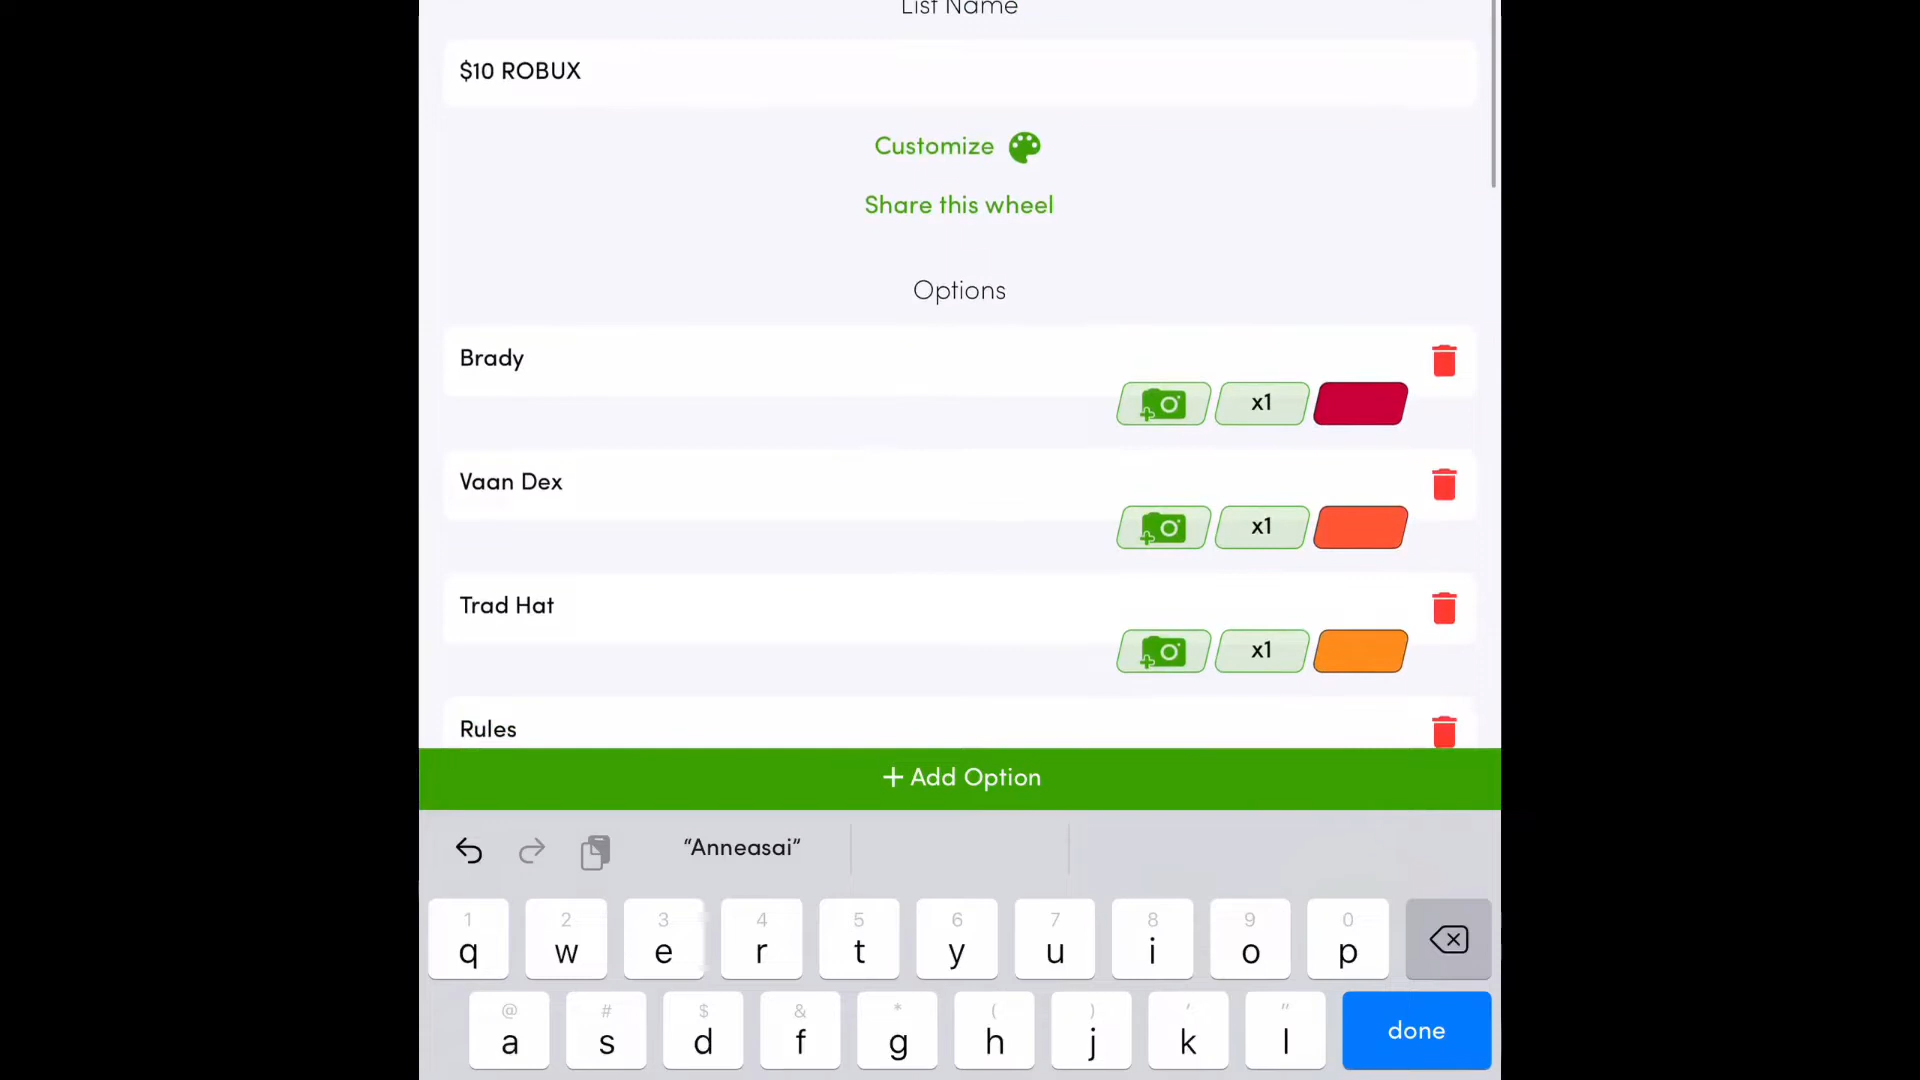 List Name
$10 ROBUX
Customize
Share this wheel
Options
Brady
x1
Vaan Dex
x1
Trad Hat
x1
Rules
+ Add Option
“Anneasai”
1 2 3 4 5 6 7 8 9 0
q w e r t y u i o p
@ # $ & * ( ) ' "
a s d f g h j k l done